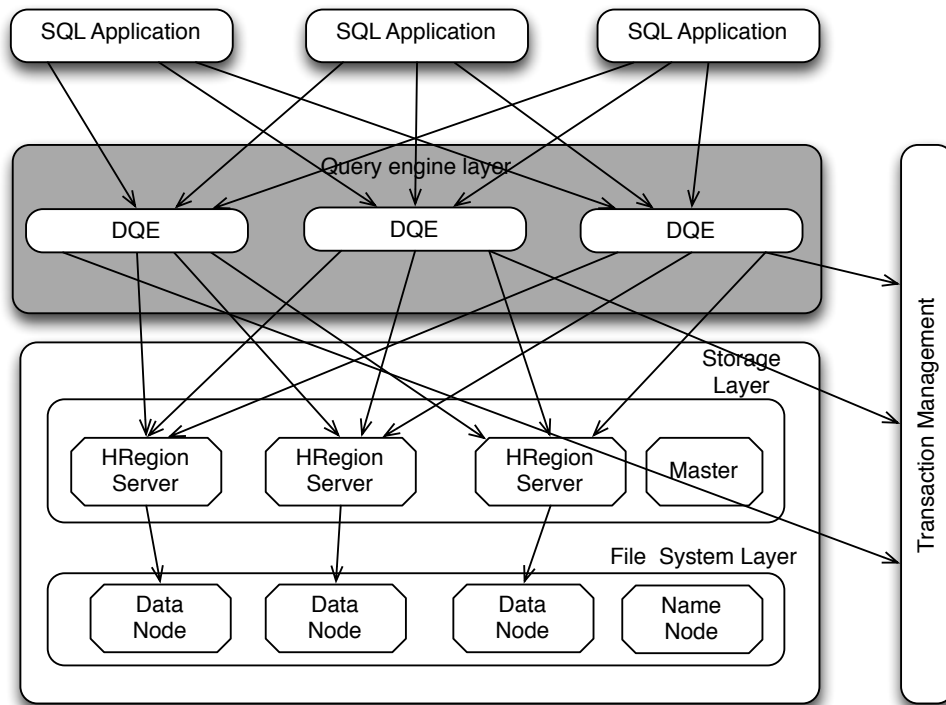 SQL Application
SQL Application
SQL Application
Query engine layer
DQE
DQE
DQE
Storage
Layer
HRegion
Server
HRegion
Server
HRegion
Server
Master
File System Layer
Data
Node
Data
Node
Data
Node
Name
Node
Transaction Management